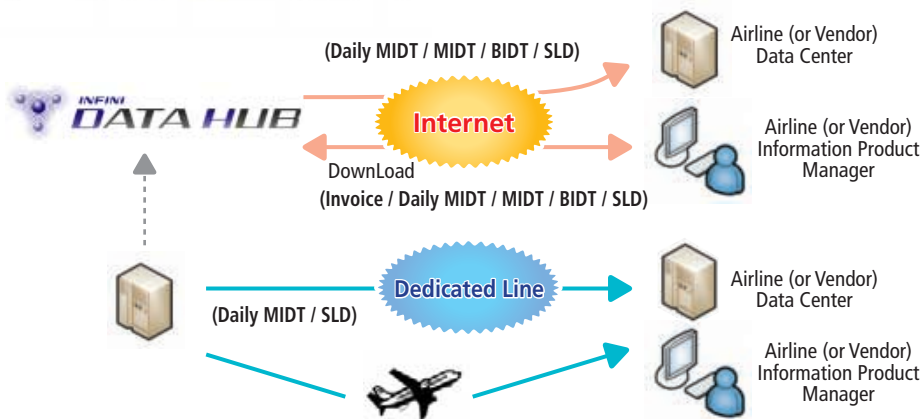 (Daily MIDT / MIDT / BIDT / SLD)
Airline (or Vendor)
Data Center
INFINI
DATA HUB
Internet
Airline (or Vendor)
Information Product
Manager
DownLoad
(Invoice / Daily MIDT / MIDT / BIDT / SLD)
Dedicated Line
Airline (or Vendor)
Data Center
(Daily MIDT / SLD)
Airline (or Vendor)
Information Product
Manager